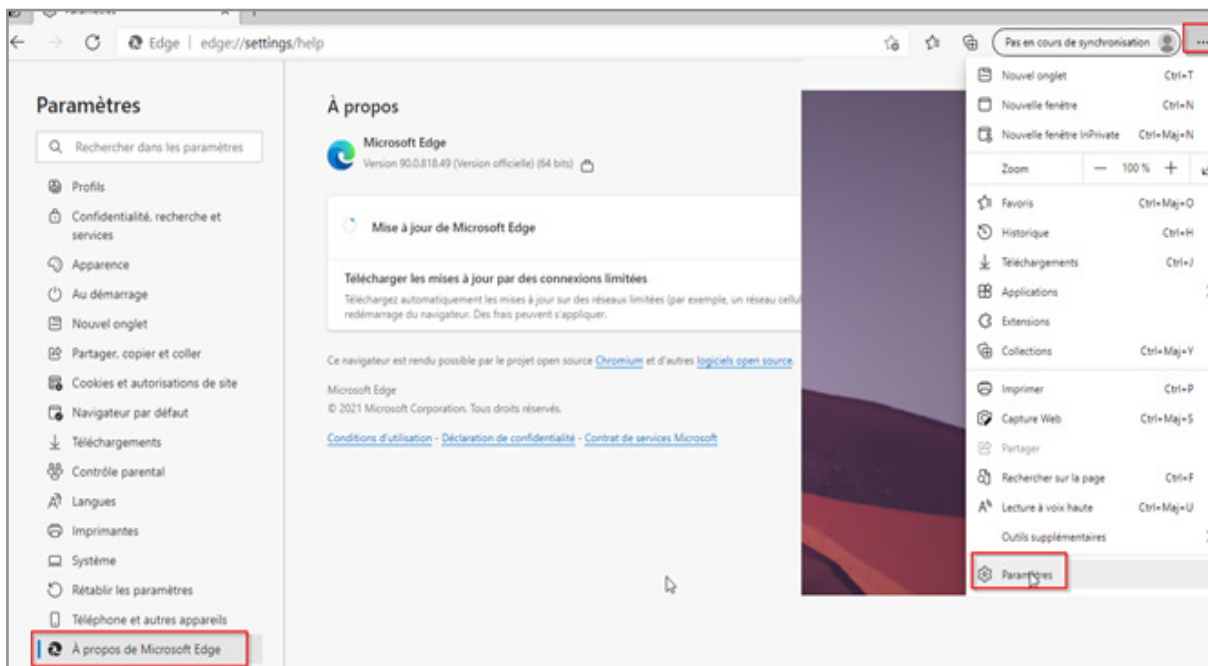 Paramètres
Edge | edge://settings/help
Pas en cours de synchronisation
Paramètres
Rechercher dans les paramètres
Profils
Confidentialité, recherche et
services
Apparence
Au démarrage
Nouvel onglet
Partager, copier et coller
Cookies et autorisations de site
Navigateur par défaut
Téléchargements
Contrôle parental
Langues
Imprimantes
Système
Rétablir les paramètres
Téléphone et autres appareils
À propos de Microsoft Edge
À propos
Microsoft Edge
Version 90.0.818.49 (Version officielle) (64 bits)
Mise à jour de Microsoft Edge
Télécharger les mises à jour par des connexions limitées
Téléchargez automatiquement les mises à jour sur des réseaux limitées (par exemple, un réseau cellul
redémarrage du navigateur. Des frais peuvent s'appliquer.
Ce navigateur est rendu possible par le projet open source Chromium et d'autres logiciels open source.
Microsoft Edge
© 2021 Microsoft Corporation. Tous droits réservés.
Conditions d'utilisation - Déclaration de confidentialité - Contrat de services Microsoft
Nouvel onglet Ctrl+T
Nouvelle fenêtre Ctrl+N
Nouvelle fenêtre InPrivate Ctrl+Maj+N
Zoom — 100 % +
Favoris Ctrl+Maj+O
Historique Ctrl+H
Téléchargements Ctrl+J
Applications
Extensions
Collections Ctrl+Maj+Y
Imprimer Ctrl+P
Capture Web Ctrl+Maj+S
Partager
Rechercher sur la page Ctrl+F
Lecture à voix haute Ctrl+Maj+U
Outils supplémentaires
Paramètres